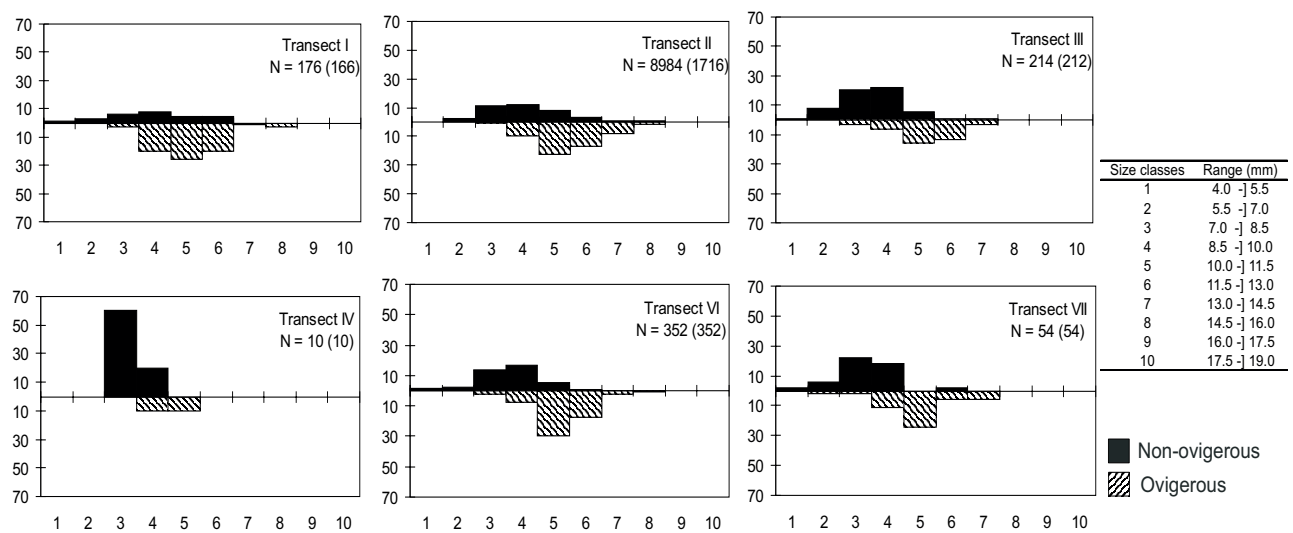 70
50
30
10
10
30
50
70
Transect I
N = 176 (166)
1 2 3 4 5 6 7 8 9 10
70
50
30
10
10
30
50
70
Transect II
N = 8984 (1716)
1 2 3 4 5 6 7 8 9 10
70
50
30
10
10
30
50
70
Transect III
N = 214 (212)
1 2 3 4 5 6 7 8 9 10
70
50
30
10
10
30
50
70
Transect IV
N = 10 (10)
1 2 3 4 5 6 7 8 9 10
70
50
30
10
10
30
50
70
Transect VI
N = 352 (352)
1 2 3 4 5 6 7 8 9 10
70
50
30
10
10
30
50
70
Transect VII
N = 54 (54)
1 2 3 4 5 6 7 8 9 10
Size classes Range (mm)
1 4.0 -] 5.5
2 5.5 -] 7.0
3 7.0 -] 8.5
4 8.5 -] 10.0
5 10.0 -] 11.5
6 11.5 -] 13.0
7 13.0 -] 14.5
8 14.5 -] 16.0
9 16.0 -] 17.5
10 17.5 -] 19.0
Non-ovigerous
Ovigerous